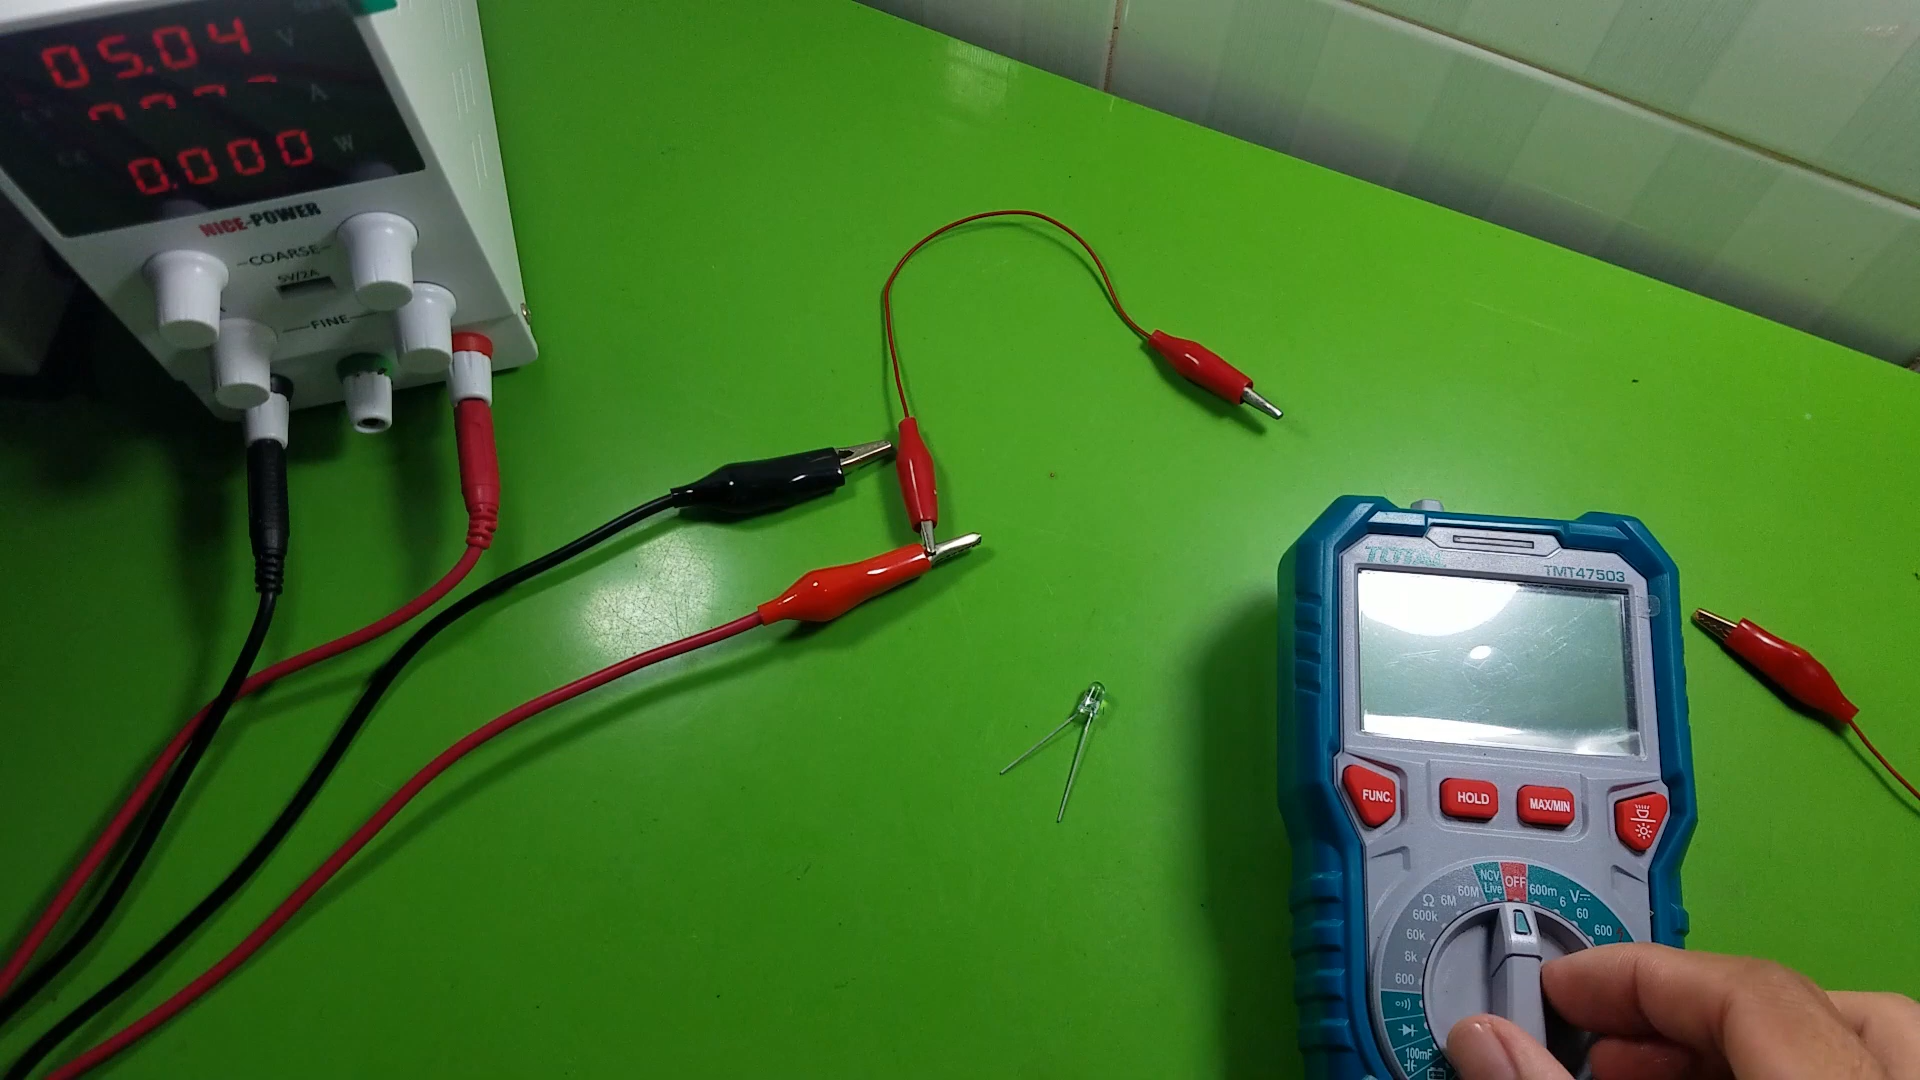 05.04 V
A
0.000 W
NICE-POWER
COARSE
5V/2A
FINE
TOTAL
TMT47503
FUNC.
HOLD
MAX/MIN
NCV
Live
OFF
600m
V
6
60
600
60M
6M
Ω
600k
60k
8k
600
100mF